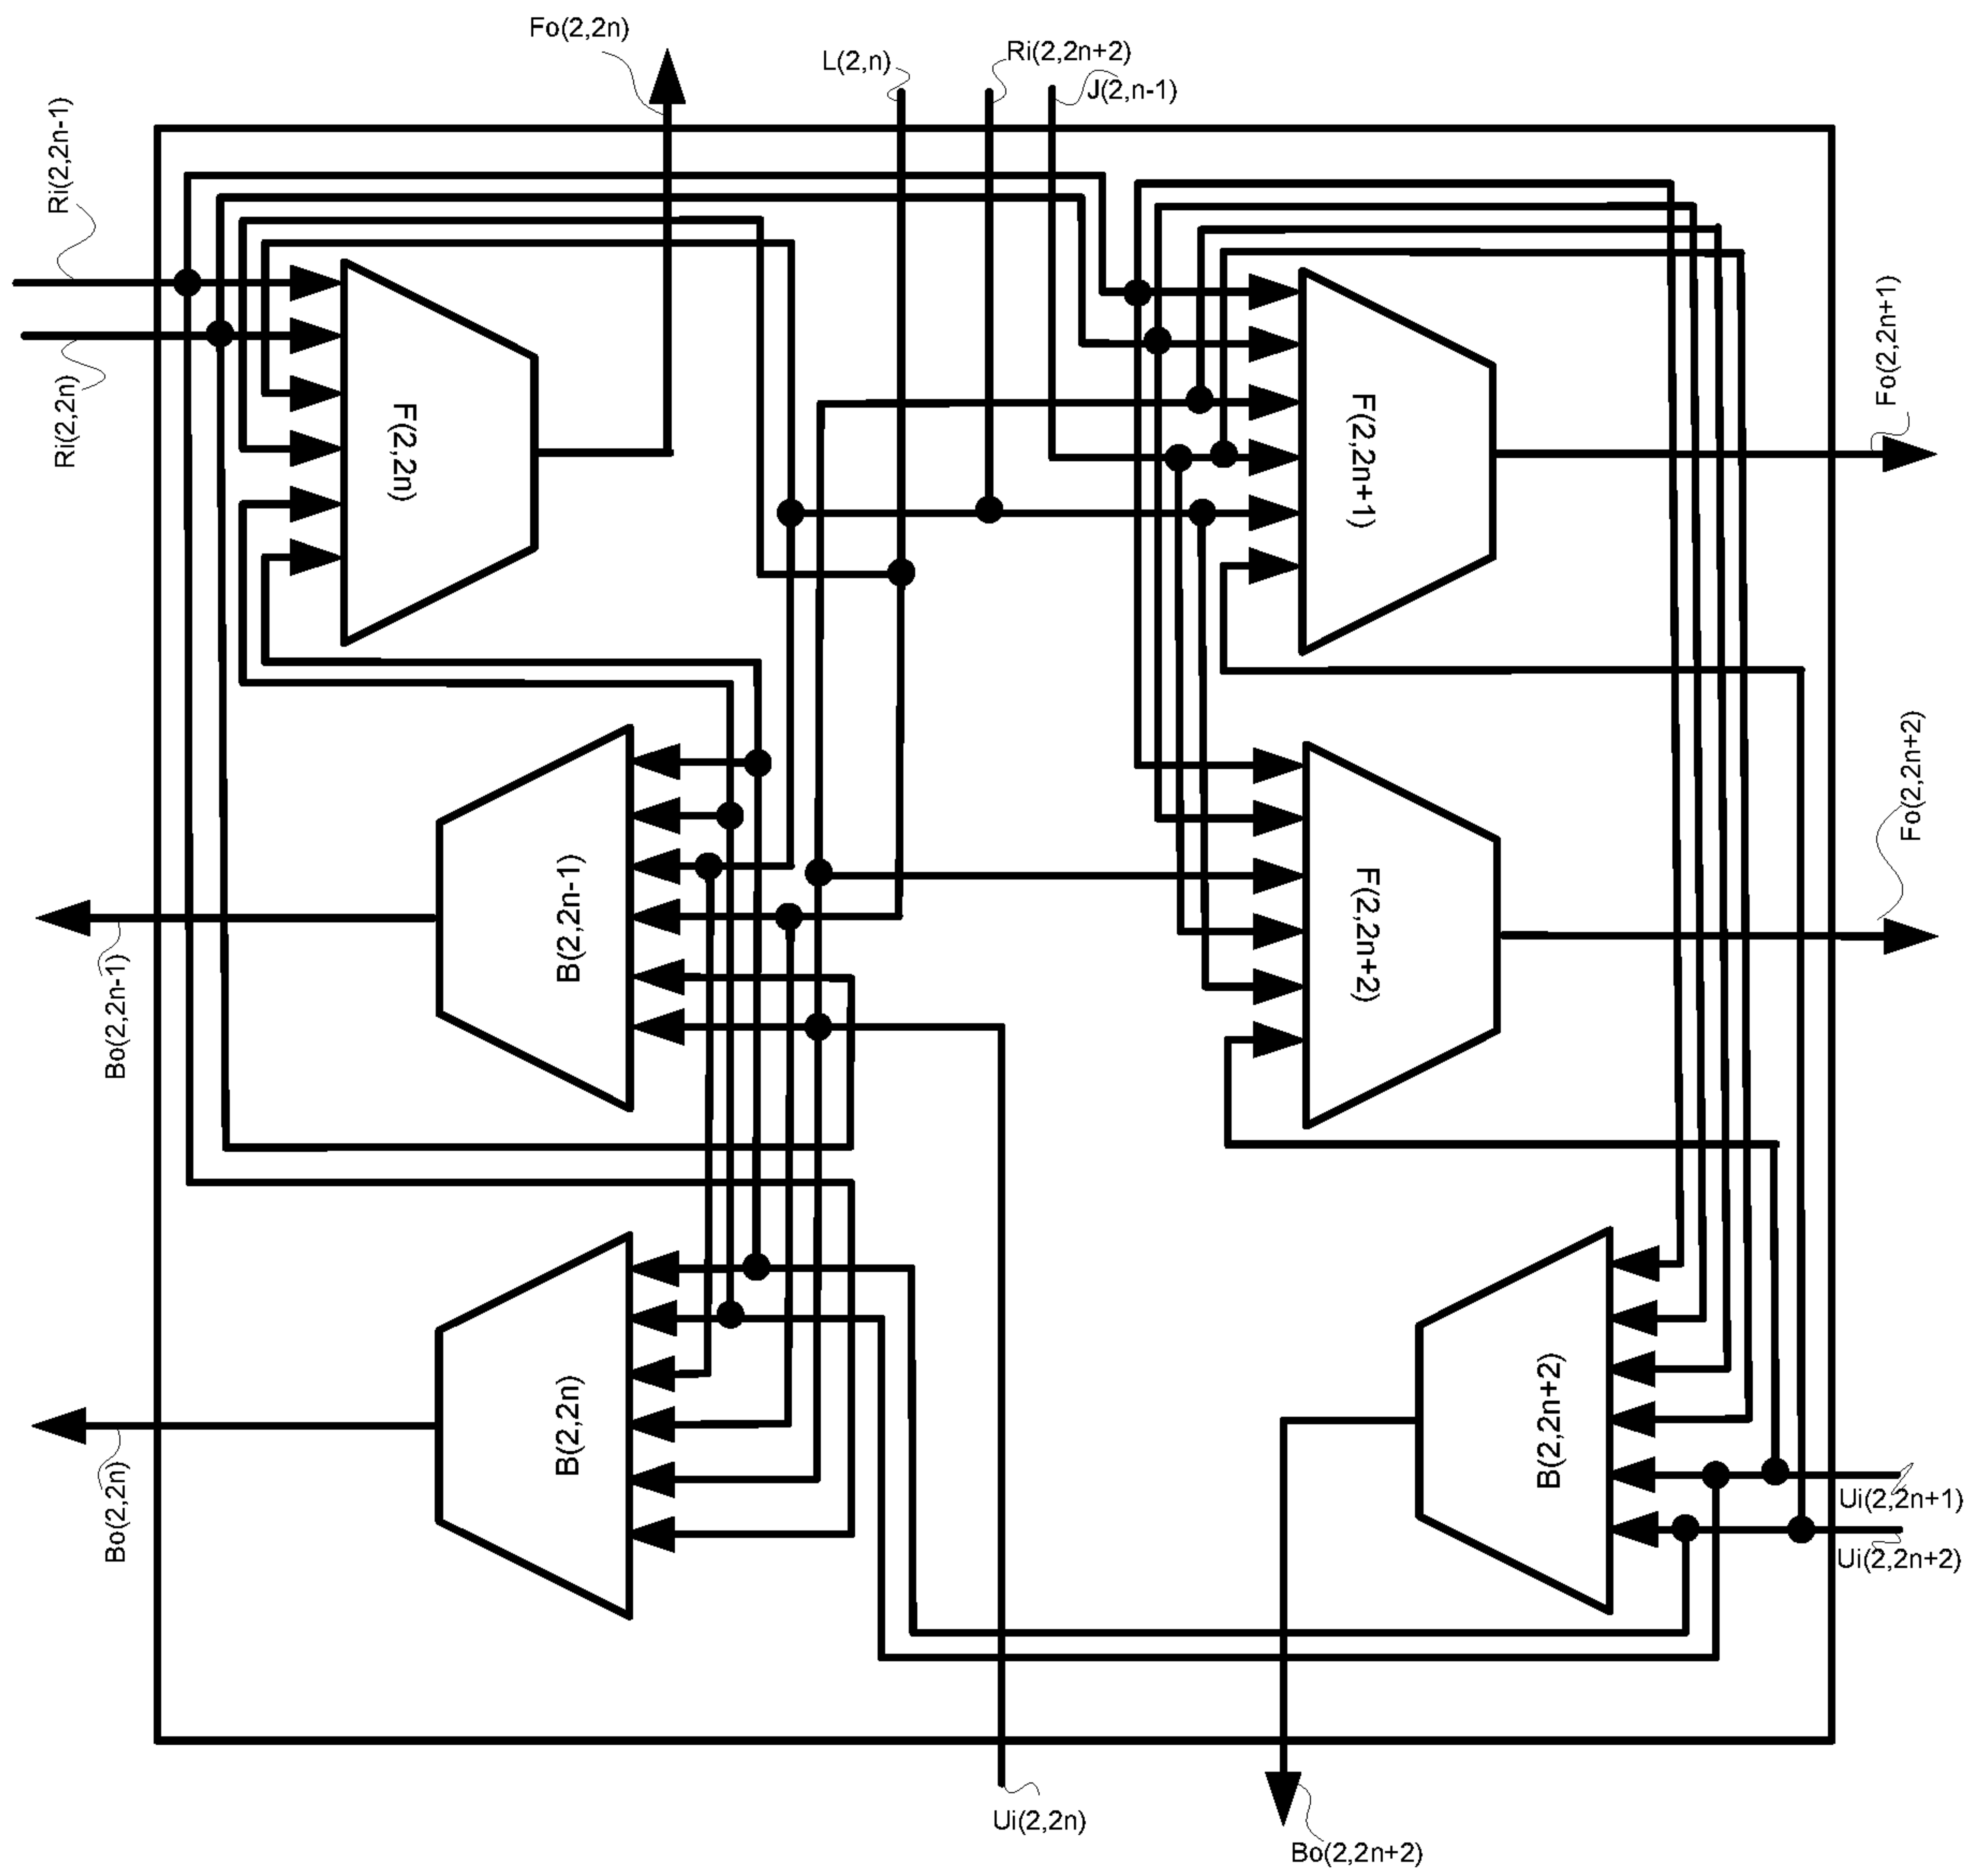 Fo(2,2n)
L(2,n)
Ri(2,2n+2)
J(2,n-1)
Ri(2,2n-1)
Ri(2,2n)
F(2,2n)
F(2,2n+1)
Fo(2,2n+1)
Fo(2,2n+2)
B(2,2n-1)
F(2,2n+2)
Bo(2,2n-1)
B(2,2n)
B(2,2n+2)
Bo(2,2n)
Ui(2,2n+1)
Ui(2,2n+2)
Ui(2,2n)
Bo(2,2n+2)